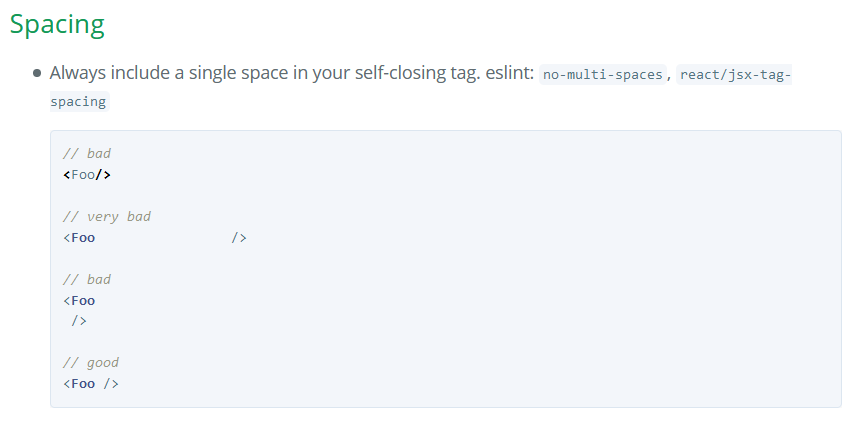 Spacing
Always include a single space in your self-closing tag. eslint: no-multi-spaces, react/jsx-tag-
spacing
// bad
<Foo/>
// very bad
<Foo                 />
// bad
<Foo
 />
// good
<Foo />